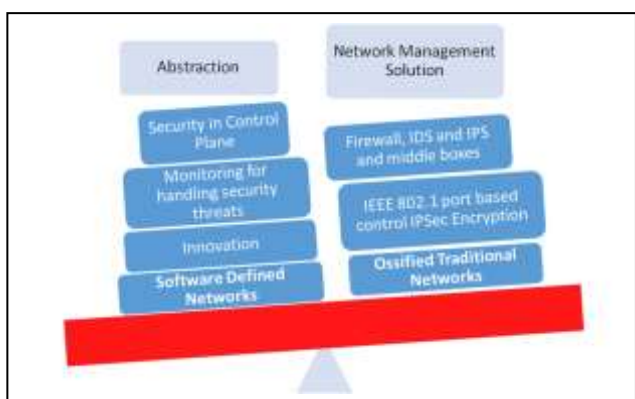 Abstraction
Network Management
Solution
Security in Control
Plane
Monitoring for
handling security
threats
Innovation
Software Defined
Networks
Firewall, IDS and IPS
and middle boxes
IEEE 802.1 port based
control IPSec Encryption
Ossified Traditional
Networks